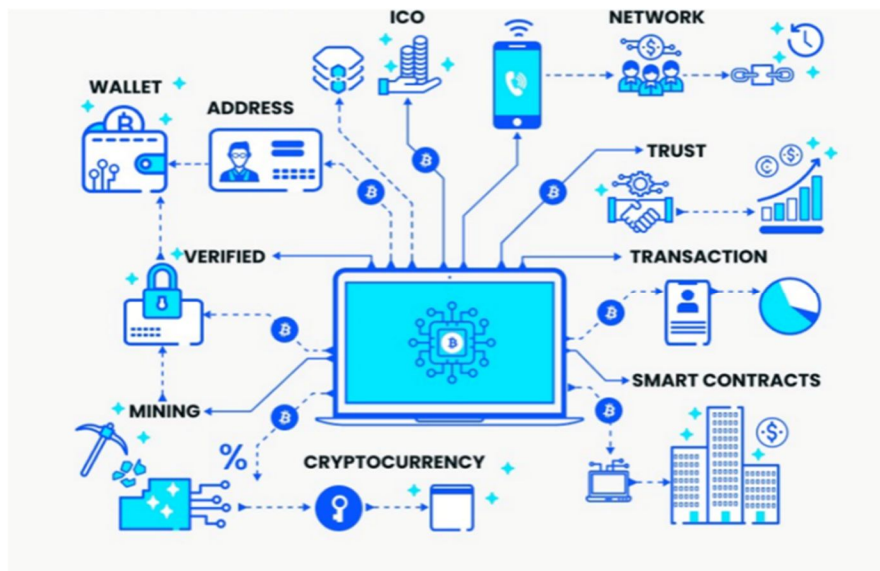 ICO
NETWORK
WALLET
ADDRESS
TRUST
VERIFIED
TRANSACTION
SMART CONTRACTS
MINING
%
CRYPTOCURRENCY